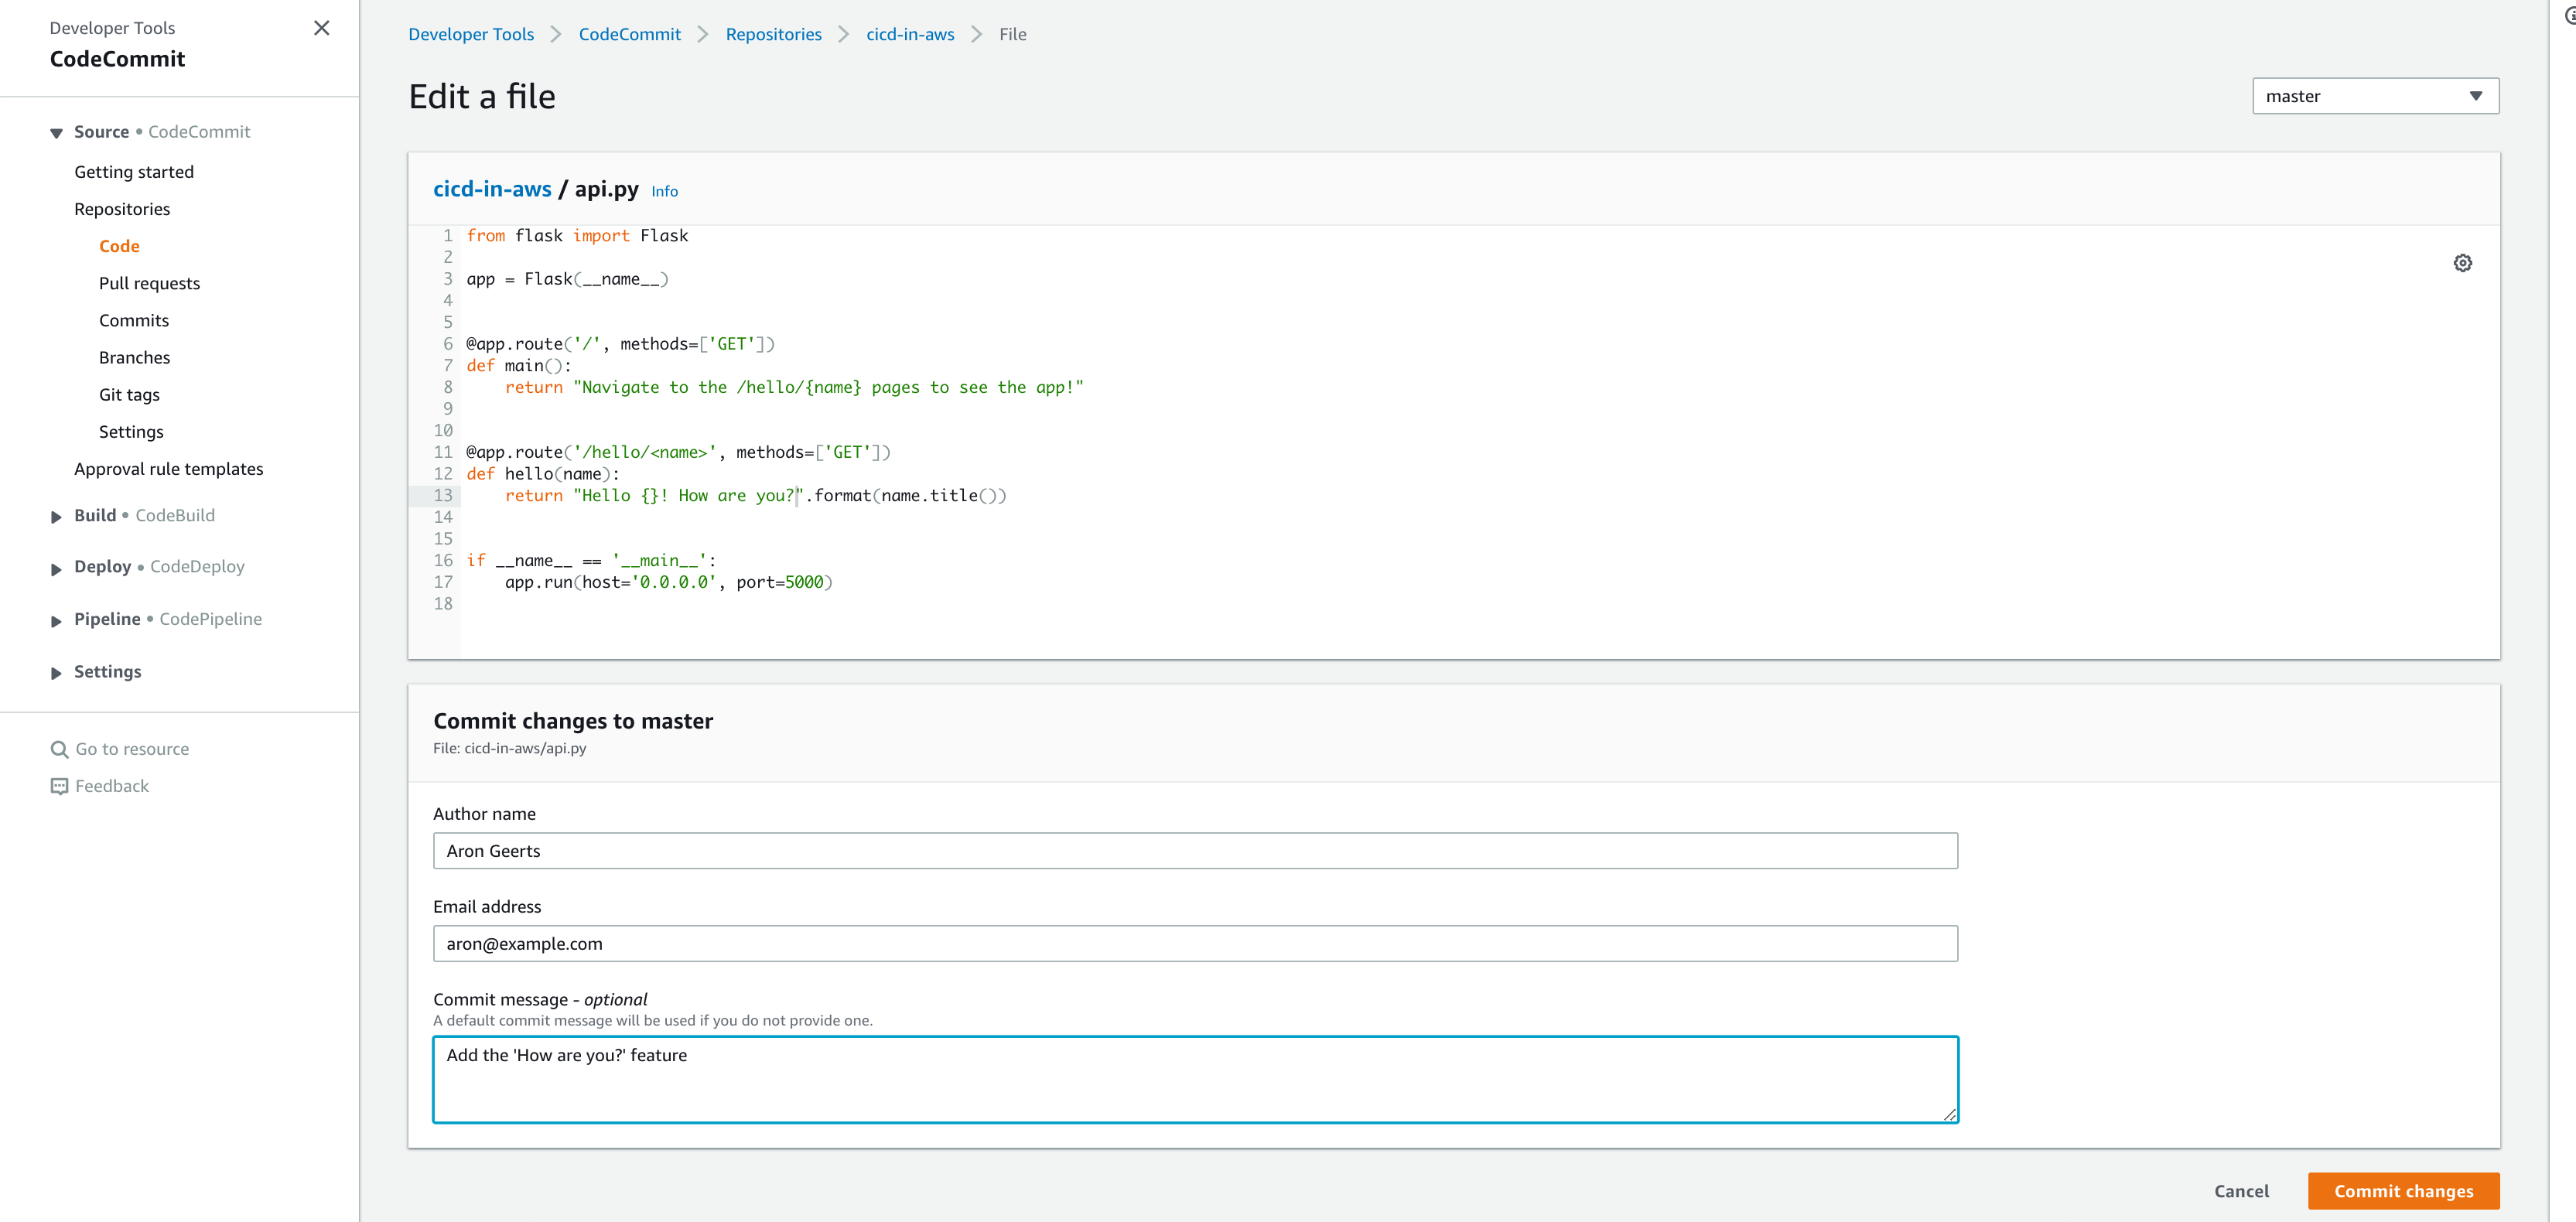 Developer Tools
CodeCommit
Source • CodeCommit
Getting started
Repositories
Code
Pull requests
Commits
Branches
Git tags
Settings
Approval rule templates
Build • CodeBuild
Deploy • CodeDeploy
Pipeline • CodePipeline
Settings
Go to resource
Feedback
Developer Tools > CodeCommit > Repositories > cicd-in-aws > File
Edit a file
master
cicd-in-aws / api.py Info
1 from flask import Flask
2
3 app = Flask(__name__)
4
5
6 @app.route('/', methods=['GET'])
7 def main():
8     return "Navigate to the /hello/{name} pages to see the app!"
9
10
11 @app.route('/hello/<name>', methods=['GET'])
12 def hello(name):
13     return "Hello {}! How are you?".format(name.title())
14
15
16 if __name__ == '__main__':
17     app.run(host='0.0.0.0', port=5000)
18
Commit changes to master
File: cicd-in-aws/api.py
Author name
Aron Geerts
Email address
aron@example.com
Commit message - optional
A default commit message will be used if you do not provide one.
Add the 'How are you?' feature
Cancel
Commit changes